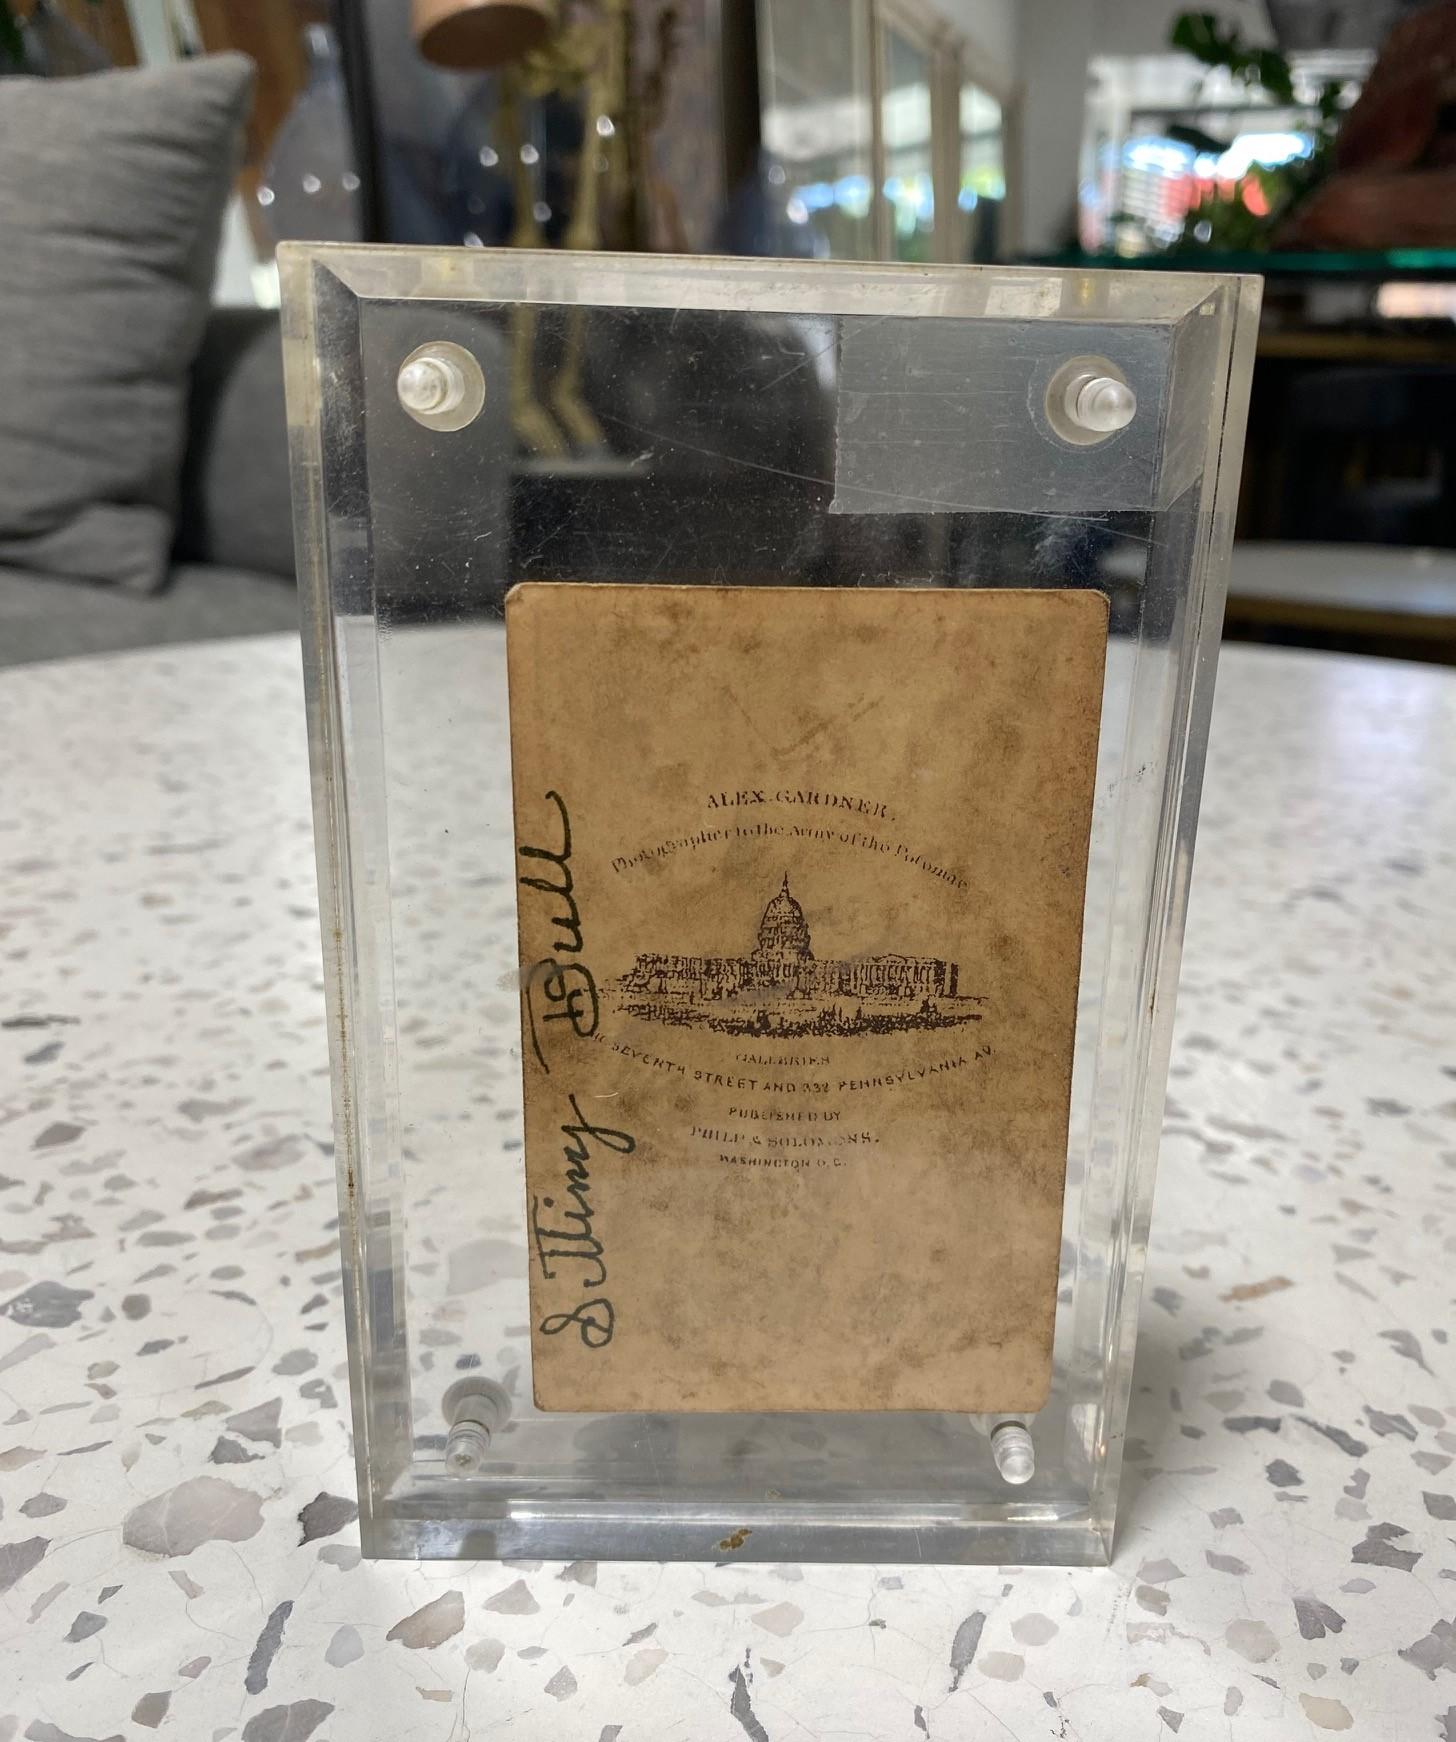 ALEX. GARDNER,
Photographer to the Army of the Potomac
GALLERIES
SEVENTH STREET AND 332 PENNSYLVANIA AV.
PUBLISHED BY
PHILP & SOLOMONS.
WASHINGTON D.C.
Sitting Bull